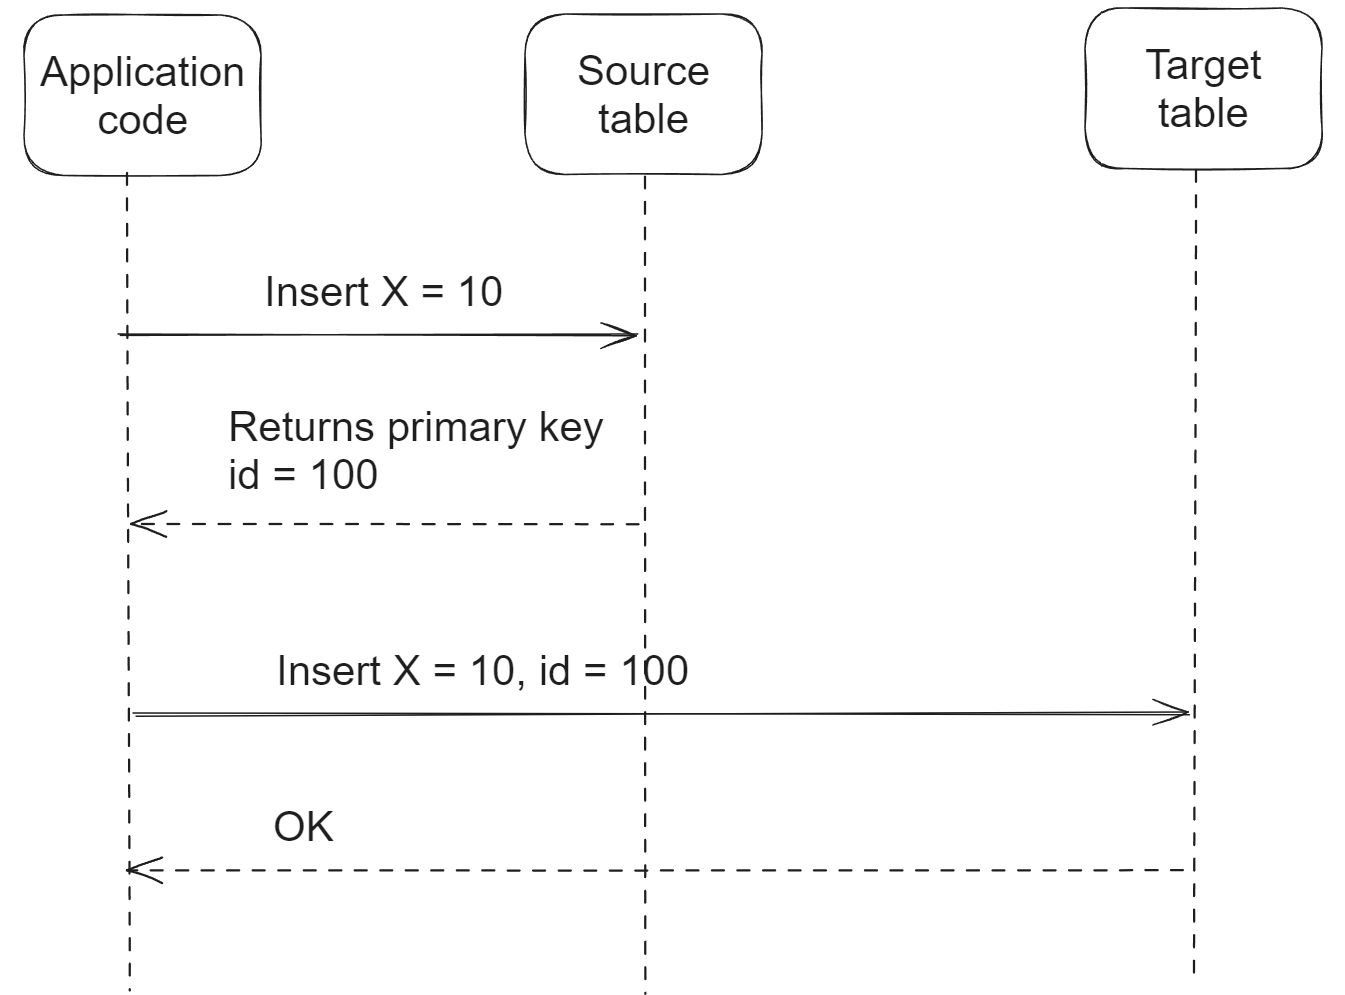 Application
code
Source
table
Target
table
Insert X = 10
Returns primary key
id = 100
Insert X = 10, id = 100
OK